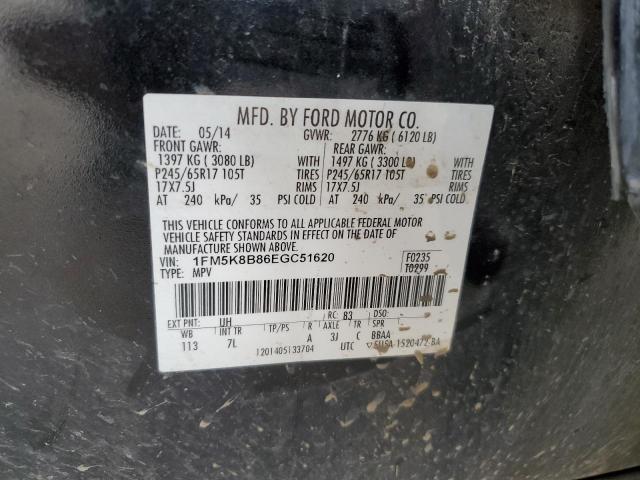 MFD. BY FORD MOTOR CO.
DATE: 05/14 GVWR: 2776 KG ( 6120 LB)
FRONT GAWR: REAR GAWR:
1397 KG ( 3080 LB) WITH 1497 KG ( 3300 LB) WITH
P245/65R17 105T TIRES P245/65R17 105T TIRES
17X7.5J RIMS 17X7.5J RIMS
AT 240 kPa/ 35 PSI COLD AT 240 kPa/ 35 PSI COLD
THIS VEHICLE CONFORMS TO ALL APPLICABLE FEDERAL MOTOR
VEHICLE SAFETY STANDARDS IN EFFECT ON THE DATE OF
MANUFACTURE SHOWN ABOVE.
VIN: 1FM5K8B86EGC51620 F0235
TYPE: MPV T0299
EXT PNT: UH RC: 83 DSO:
WB TP/PS R AXLE TR SPR
113 7L A 3J C BBAA
1201405133704 UTC ▽5U5A-1520472-BA